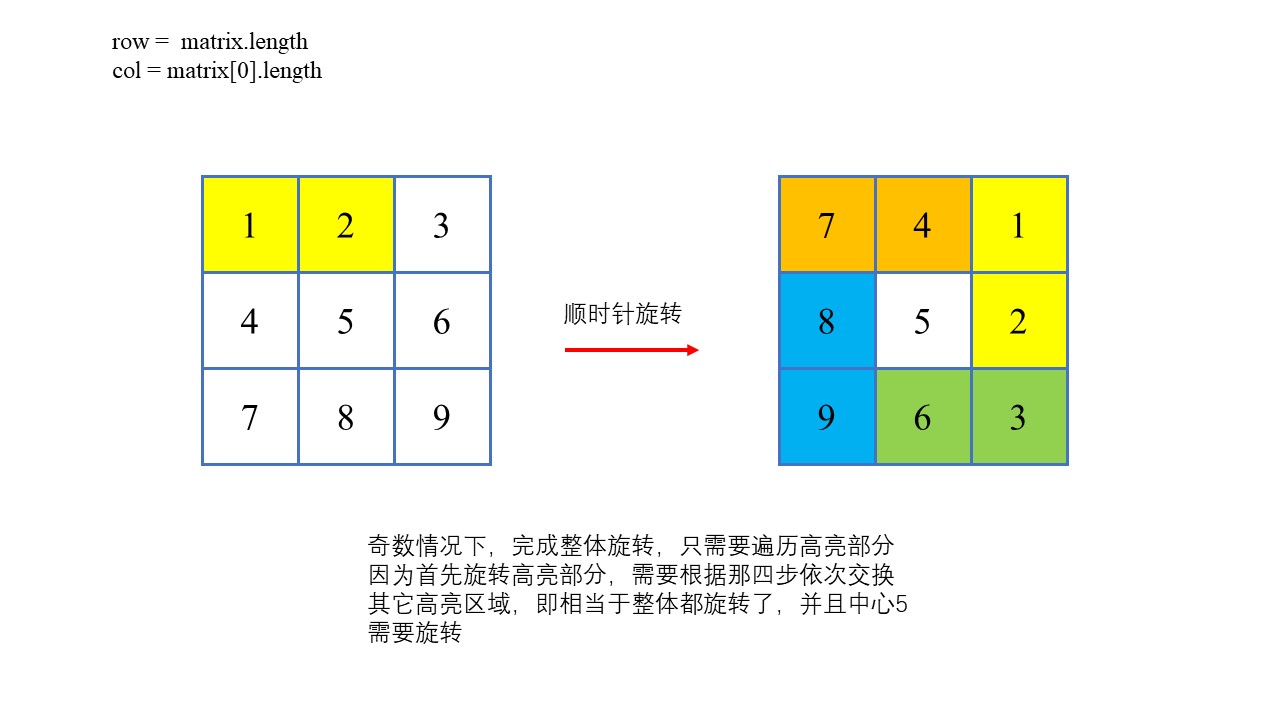 row =  matrix.length
col = matrix[0].length
1 2 3 7 4 1
4 5 6 顺时针旋转 8 5 2
7 8 9 9 6 3
奇数情况下，完成整体旋转，只需要遍历高亮部分
因为首先旋转高亮部分，需要根据那四步依次交换
其它高亮区域，即相当于整体都旋转了，并且中心5
需要旋转